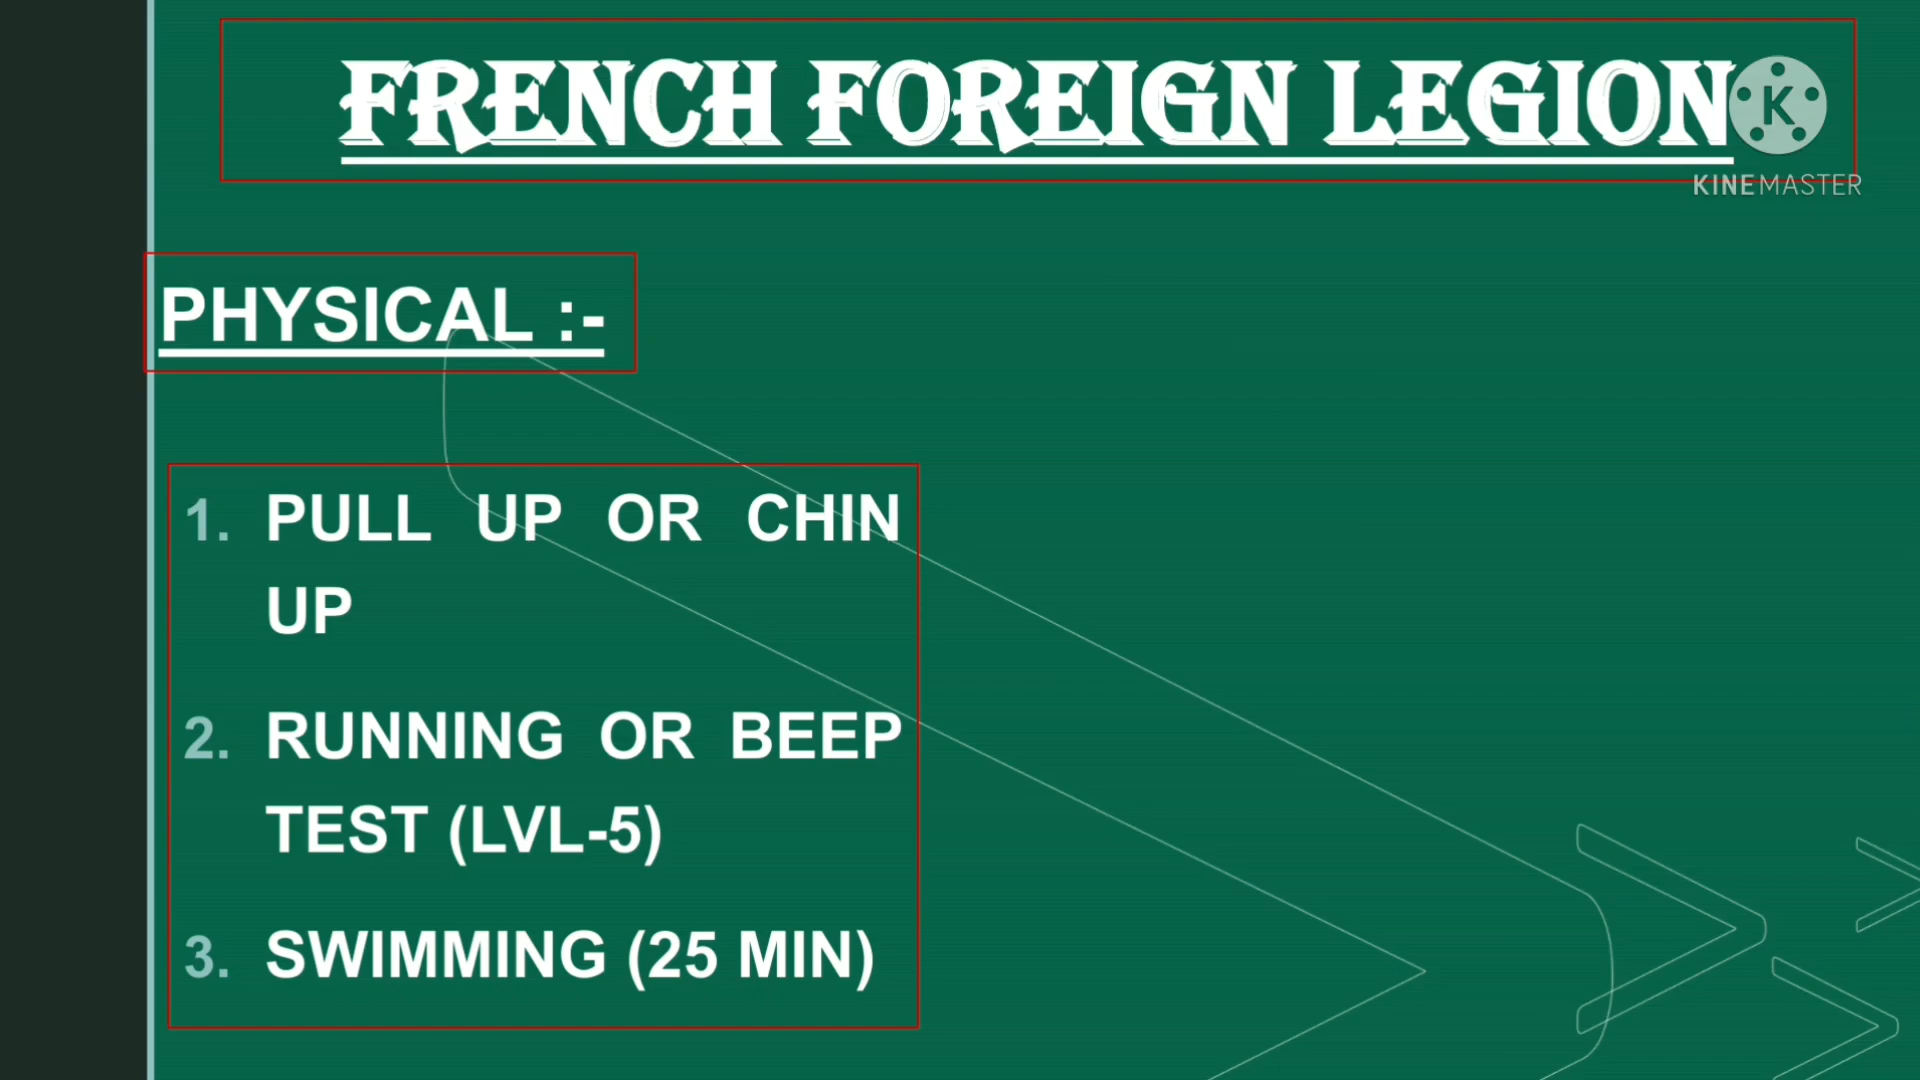 FRENCH FOREIGN LEGION
K
KINEMASTER
PHYSICAL :-
1. PULL UP OR CHIN
UP
2. RUNNING OR BEEP
TEST (LVL-5)
3. SWIMMING (25 MIN)